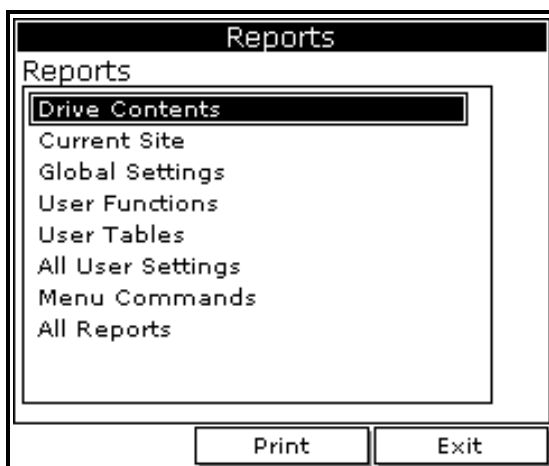 Reports
Reports
Drive Contents
Current Site
Global Settings
User Functions
User Tables
All User Settings
Menu Commands
All Reports
Print Exit